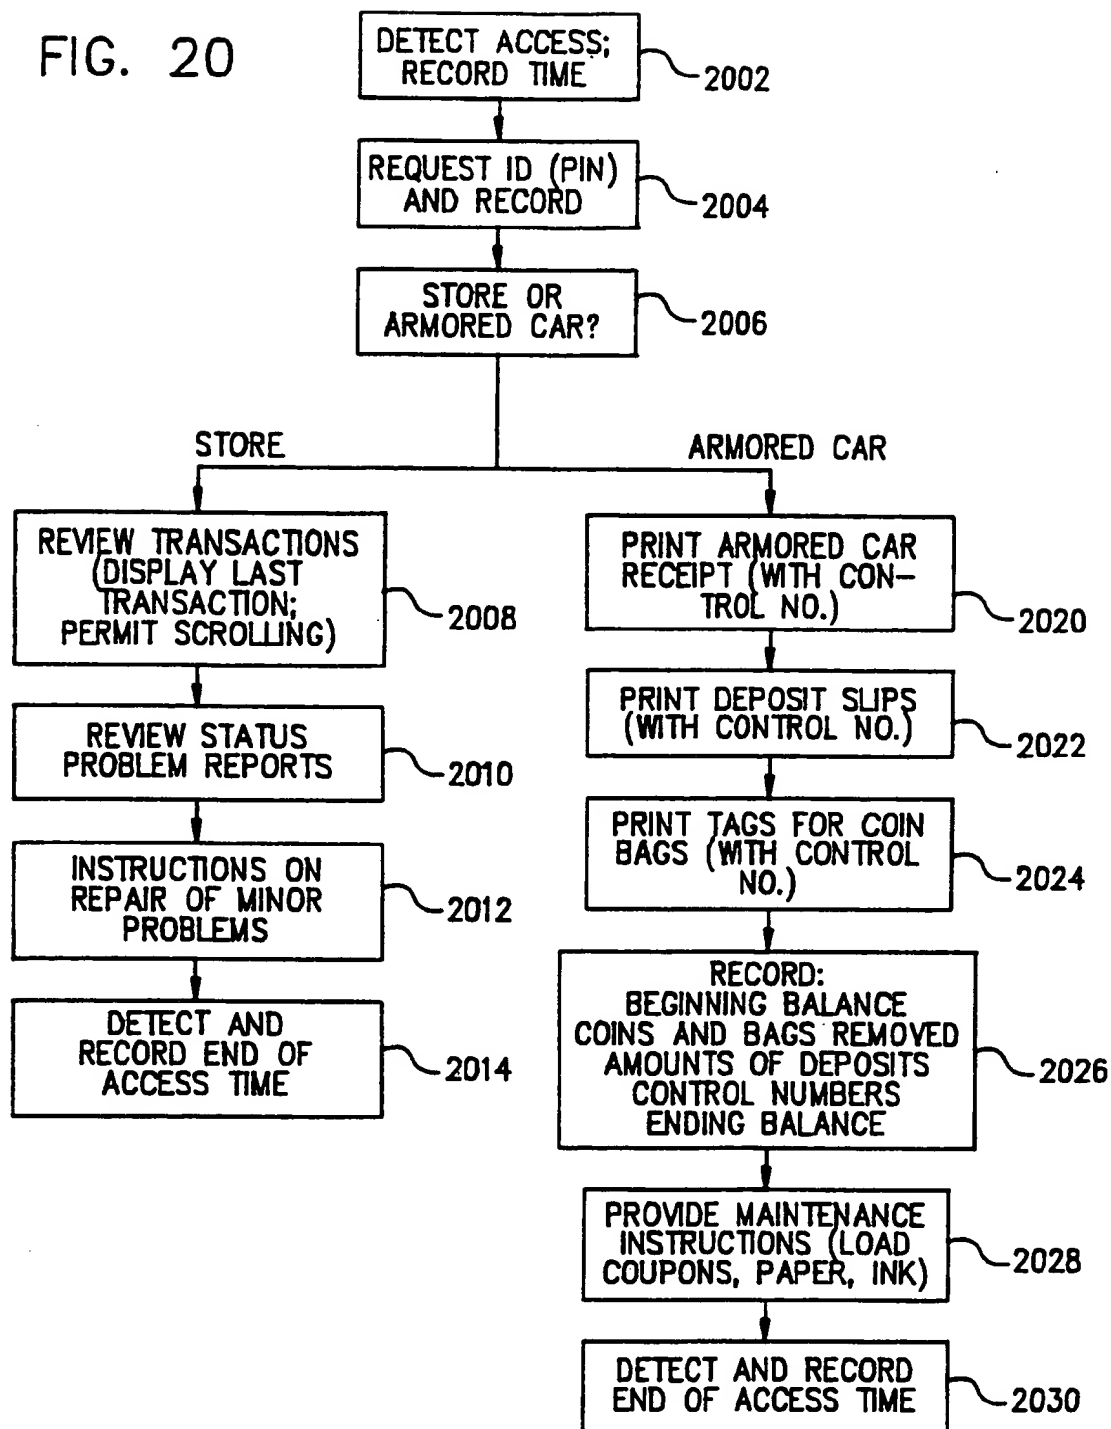 FIG. 20
DETECT ACCESS;
RECORD TIME
2002
REQUEST ID (PIN)
AND RECORD
2004
STORE OR
ARMORED CAR?
2006
STORE
REVIEW TRANSACTIONS
(DISPLAY LAST
TRANSACTION;
PERMIT SCROLLING)
2008
REVIEW STATUS
PROBLEM REPORTS
2010
INSTRUCTIONS ON
REPAIR OF MINOR
PROBLEMS
2012
DETECT AND
RECORD END OF
ACCESS TIME
2014
ARMORED CAR
PRINT ARMORED CAR
RECEIPT (WITH CON-
TROL NO.)
2020
PRINT DEPOSIT SLIPS
(WITH CONTROL NO.)
2022
PRINT TAGS FOR COIN
BAGS (WITH CONTROL
NO.)
2024
RECORD:
BEGINNING BALANCE
COINS AND BAGS REMOVED
AMOUNTS OF DEPOSITS
CONTROL NUMBERS
ENDING BALANCE
2026
PROVIDE MAINTENANCE
INSTRUCTIONS (LOAD
COUPONS, PAPER, INK)
2028
DETECT AND RECORD
END OF ACCESS TIME
2030